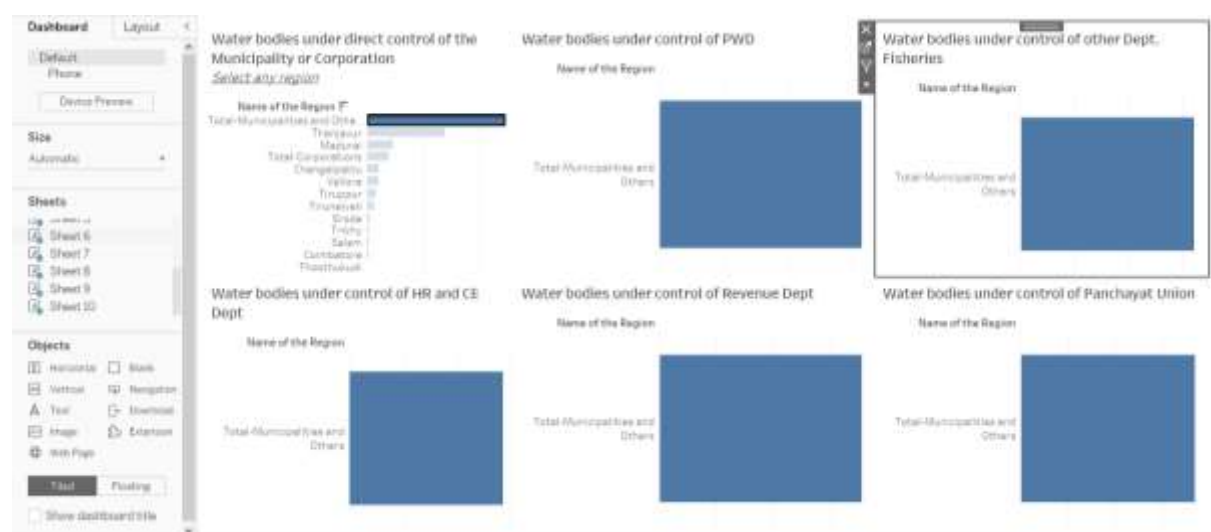 Dashboard
Layout
Default
Phone
Device Preview
Size
Automatic
Sheets
Sheet 6
Sheet 7
Sheet 8
Sheet 9
Sheet 10
Objects
Horizontal
Blank
Vertical
Navigation
Text
Download
Image
Extension
Web Page
Tiled
Floating
Show dashboard title
Water bodies under direct control of the
Municipality or Corporation
Select any region
Name of the Region
Total-Municipalities and Othe..
Thanjavur
Madurai
Total Corporations
Chengalpattu
Vellore
Tiruppur
Tirunelveli
Erode
Trichy
Salem
Coimbatore
Thoothukudi
Water bodies under control of PWD
Name of the Region
Total-Municipalities and
Others
Water bodies under control of other Dept.
Fisheries
Name of the Region
Total-Municipalities and
Others
Water bodies under control of HR and CE
Dept
Name of the Region
Total-Municipalities and
Others
Water bodies under control of Revenue Dept
Name of the Region
Total-Municipalities and
Others
Water bodies under control of Panchayat Union
Name of the Region
Total-Municipalities and
Others